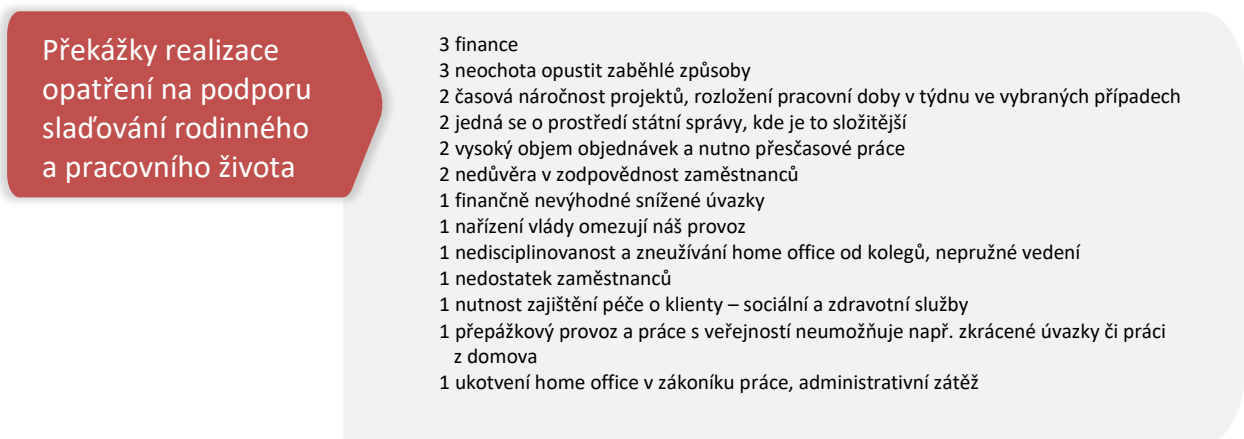 Překážky realizace
opatření na podporu
slaďování rodinného
a pracovního života
3 finance
3 neochota opustit zaběhlé způsoby
2 časová náročnost projektů, rozložení pracovní doby v týdnu ve vybraných případech
2 jedná se o prostředí státní správy, kde je to složitější
2 vysoký objem objednávek a nutno přesčasové práce
2 nedůvěra v zodpovědnost zaměstnanců
1 finančně nevýhodné snížené úvazky
1 nařízení vlády omezují náš provoz
1 nedisciplinovanost a zneužívání home office od kolegů, nepružné vedení
1 nedostatek zaměstnanců
1 nutnost zajištění péče o klienty – sociální a zdravotní služby
1 přepážkový provoz a práce s veřejností neumožňuje např. zkrácené úvazky či práci
z domova
1 ukotvení home office v zákoníku práce, administrativní zátěž